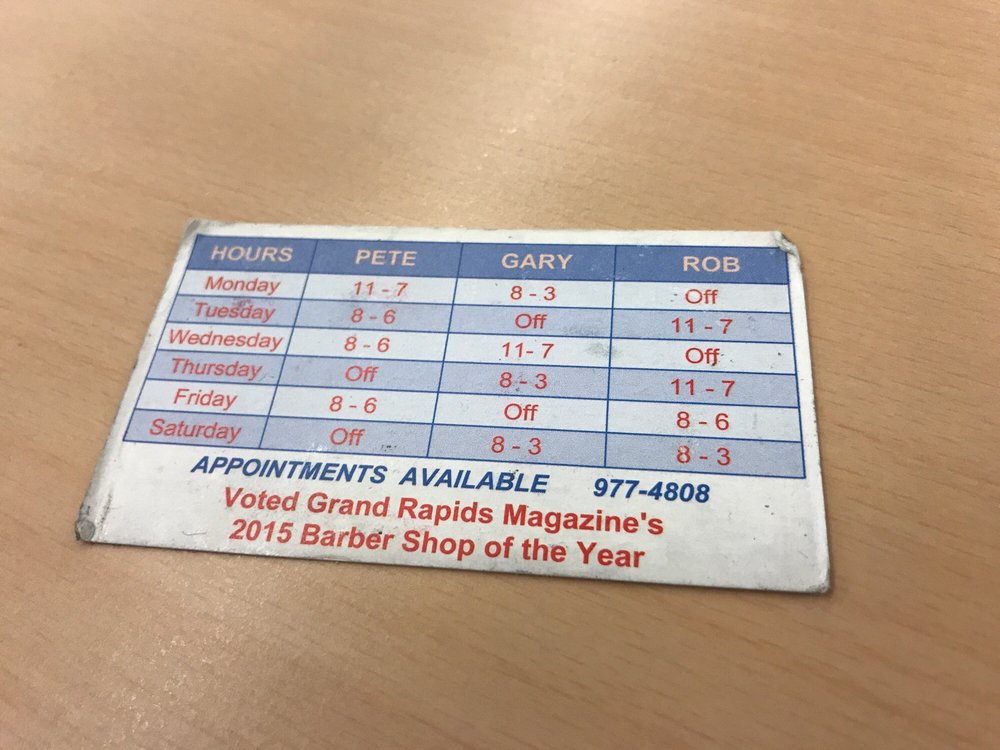 HOURS PETE GARY ROB
Monday 11 - 7 8 - 3 Off
Tuesday 8 - 6 Off 11 - 7
Wednesday 8 - 6 11- 7 Off
Thursday Off 8 - 3 11 - 7
Friday 8 - 6 Off 8 - 6
Saturday Off 8 - 3 8 - 3
APPOINTMENTS AVAILABLE 977-4808
Voted Grand Rapids Magazine's
2015 Barber Shop of the Year